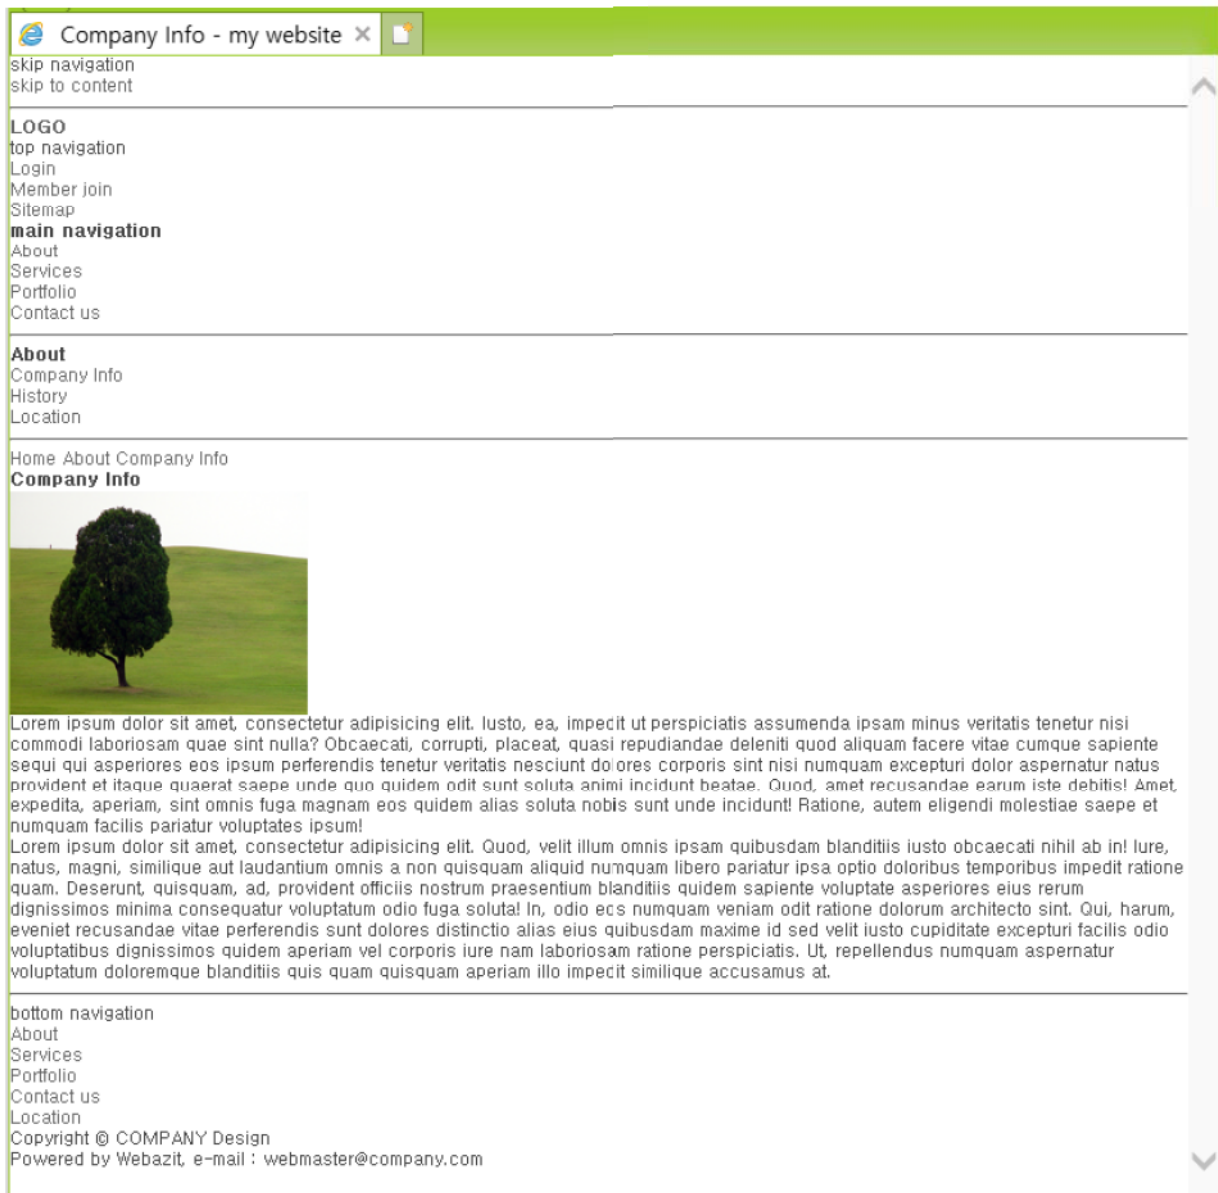 Company Info - my website
skip navigation
skip to content
LOGO
top navigation
Login
Member join
Sitemap
main navigation
About
Services
Portfolio
Contact us
About
Company Info
History
Location
Home About Company Info
Company Info
Lorem ipsum dolor sit amet, consectetur adipisicing elit. Iusto, ea, impedit ut perspiciatis assumenda ipsam minus veritatis tenetur nisi
commodi laboriosam quae sint nulla? Obcaecati, corrupti, placeat, quasi repudiandae deleniti quod aliquam facere vitae cumque sapiente
sequi qui asperiores eos ipsum perferendis tenetur veritatis nesciunt dolores corporis sint nisi numquam excepturi dolor aspernatur natus
provident et itaque quaerat saepe unde quo quidem odit sunt soluta animi incidunt beatae. Quod, amet recusandae earum iste debitis! Amet,
expedita, aperiam, sint omnis fuga magnam eos quidem alias soluta nobis sunt unde incidunt! Ratione, autem eligendi molestiae saepe et
numquam facilis pariatur voluptates ipsum!
Lorem ipsum dolor sit amet, consectetur adipisicing elit. Quod, velit illum omnis ipsam quibusdam blanditiis iusto obcaecati nihil ab in! Iure,
natus, magni, similique aut laudantium omnis a non quisquam aliquid numquam libero pariatur ipsa optio doloribus temporibus impedit ratione
quam. Deserunt, quisquam, ad, provident officiis nostrum praesentium blanditiis quidem sapiente voluptate asperiores eius rerum
dignissimos minima consequatur voluptatum odio fuga soluta! In, odio eos numquam veniam odit ratione dolorum architecto sint. Qui, harum,
eveniet recusandae vitae perferendis sunt dolores distinctio alias eius quibusdam maxime id sed velit iusto cupiditate excepturi facilis odio
voluptatibus dignissimos quidem aperiam vel corporis iure nam laboriosam ratione perspiciatis. Ut, repellendus numquam aspernatur
voluptatum doloremque blanditiis quis quam quisquam aperiam illo impedit similique accusamus at.
bottom navigation
About
Services
Portfolio
Contact us
Location
Copyright © COMPANY Design
Powered by Webazit, e-mail : webmaster@company.com